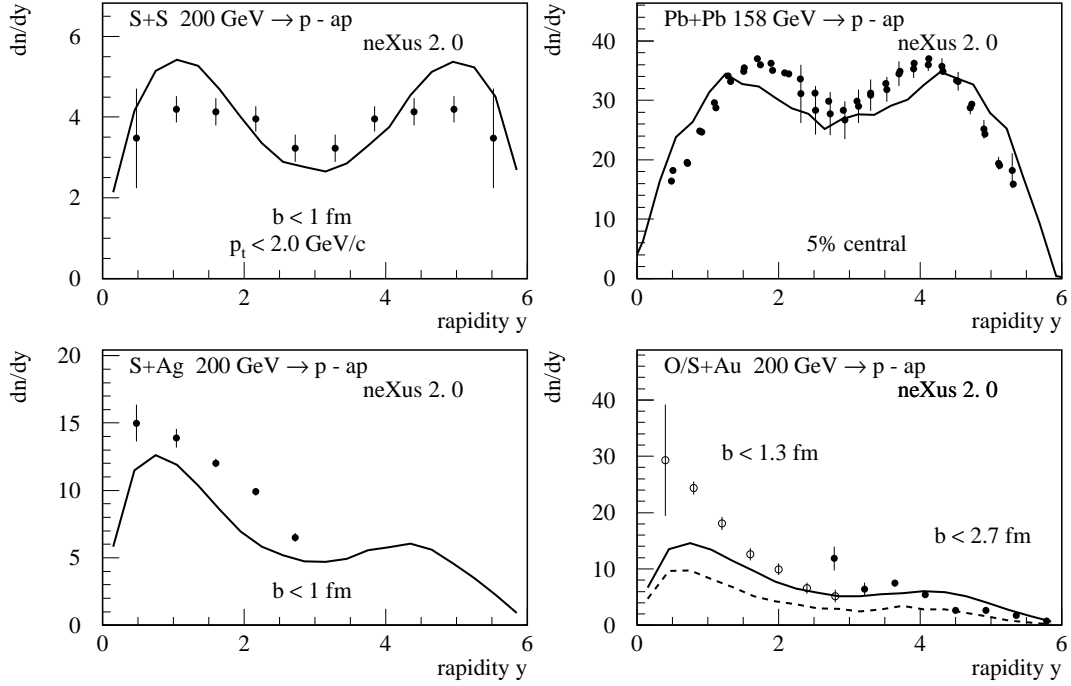 dn/dy
S+S 200 GeV → p - ap
neXus 2. 0
6
4
2
0
b < 1 fm
pt < 2.0 GeV/c
0 2 4 6
rapidity y
dn/dy
Pb+Pb 158 GeV → p - ap
neXus 2. 0
40
30
20
10
0
5% central
0 2 4 6
rapidity y
dn/dy
S+Ag 200 GeV → p - ap
neXus 2. 0
20
15
10
5
0
b < 1 fm
0 2 4 6
rapidity y
dn/dy
O/S+Au 200 GeV → p - ap
neXus 2. 0
40
30
20
10
0
b < 1.3 fm
b < 2.7 fm
0 2 4 6
rapidity y